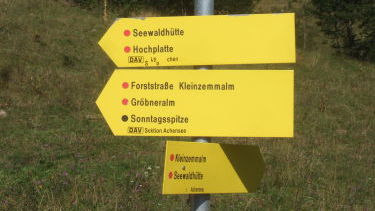 Seewaldhütte
Hochplatte
DAV
Forststraße Kleinzemmalm
Gröbneralm
Sonntagsspitze
DAV Sektion Achensee
Kleinzemmalm
Seewaldhütte